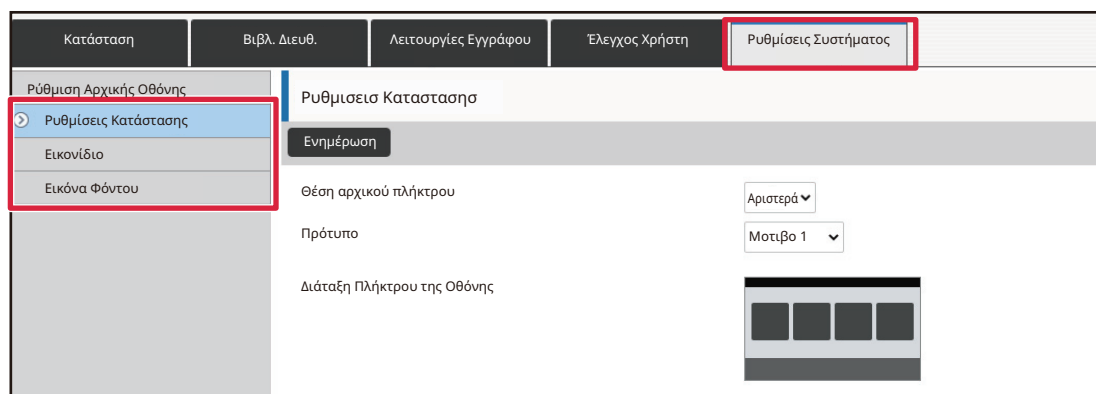 Κατάσταση
Βιβλ. Διευθ.
Λειτουργίες Εγγράφου
Έλεγχος Χρήστη
Ρυθμίσεις Συστήματος
Ρύθμιση Αρχικής Οθόνης
Ρυθμίσεις Κατάστασης
Εικονίδιο
Εικόνα Φόντου
Ρυθμισεισ Καταστασησ
Ενημέρωση
Θέση αρχικού πλήκτρου
Αριστερά
Πρότυπο
Μοτιβο 1
Διάταξη Πλήκτρου της Οθόνης